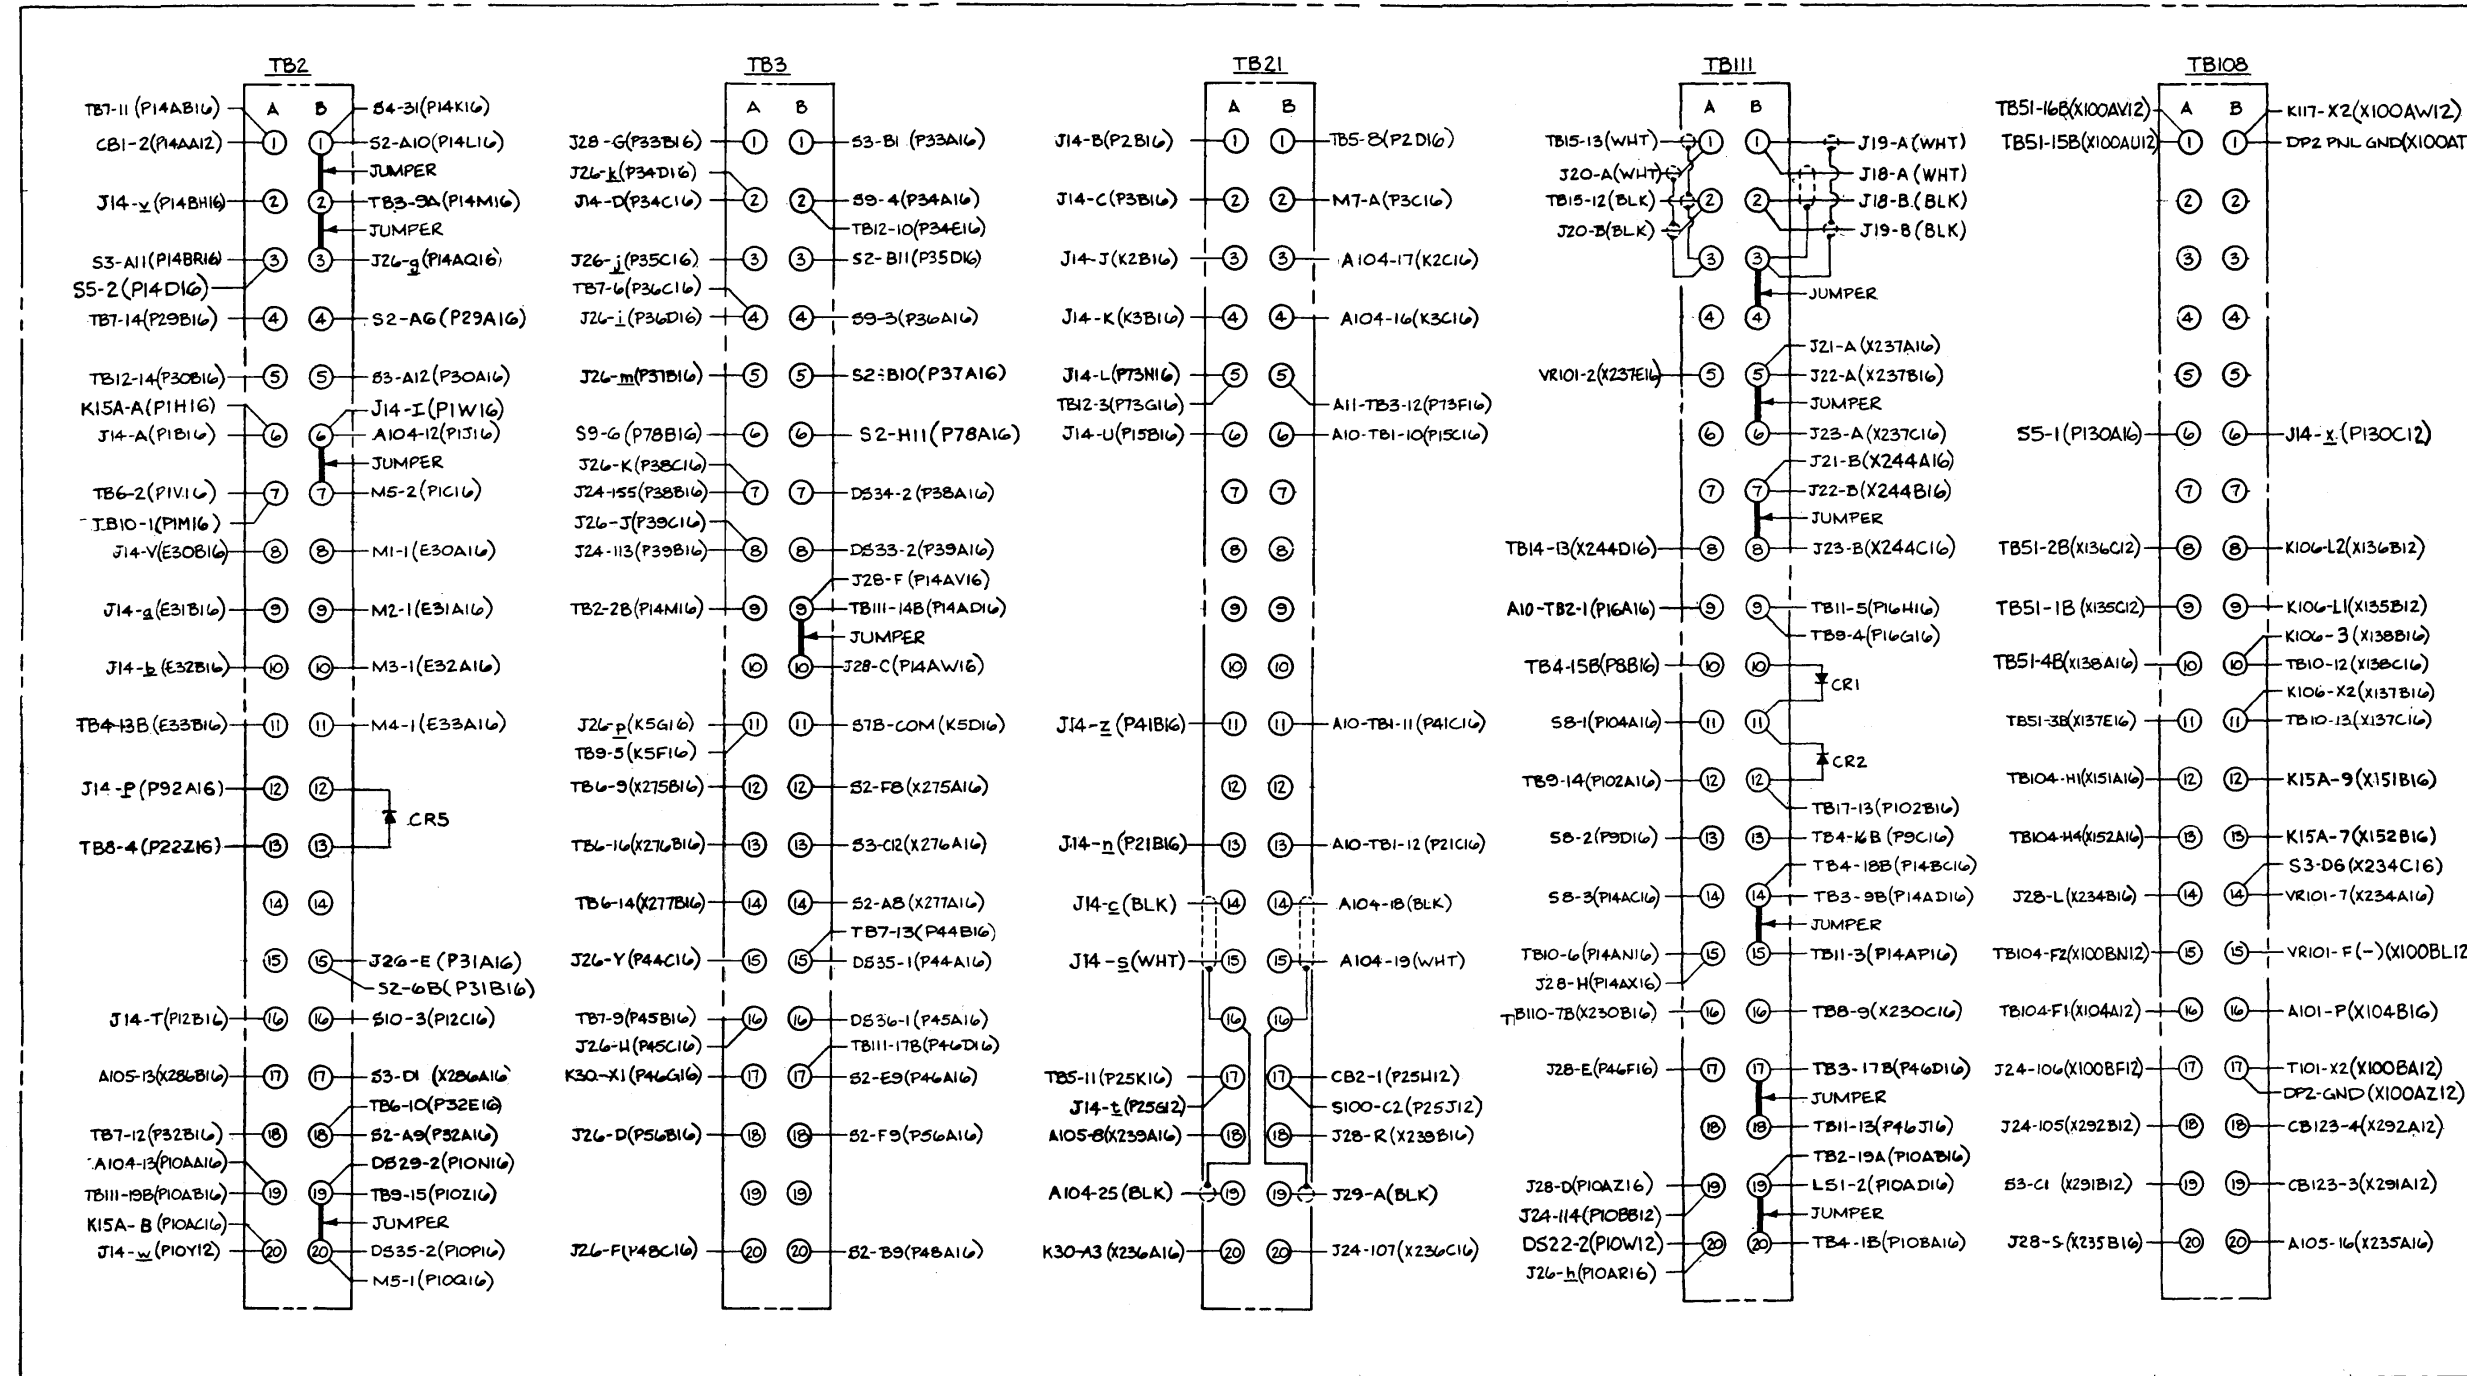 TB2
A B
TB7-11 (P14AB16)
S4-31(P14K16)
CB1-2(P14AA12)
1 1
S2-A10(P14L16)
JUMPER
J14-v(P14BH16)
2 2
TB3-9A(P14M16)
JUMPER
S3-A11(P14BR16)
3 3
J26-g(P14AQ16)
S5-2(P14D16)
TB7-14(P29B16)
4 4
S2-A6(P29A16)
TB12-14(P30B16)
5 5
S3-A12(P30A16)
K15A-A(P1H16)
J14-I(P1W16)
J14-A(P1B16)
6 6
A104-12(P1J16)
JUMPER
TB6-2(P1V16)
7 7
M5-2(P1C16)
TB10-1(P1M16)
J14-V(E30B16)
8 8
M1-1(E30A16)
J14-a(E31B16)
9 9
M2-1(E31A16)
J14-b(E32B16)
10 10
M3-1(E32A16)
TB4-13B(E33B16)
11 11
M4-1(E33A16)
J14-p(P92A16)
12 12
CR5
TB8-4(P22Z16)
13 13
14 14
15 15
J26-E(P31A16)
S2-6B(P31B16)
J14-T(P12B16)
16 16
S10-3(P12C16)
A105-13(X286B16)
17 17
S3-D1 (X286A16)
TB6-10(P32E16)
TB7-12(P32B16)
18 18
S2-A9(P32A16)
A104-13(P10AA16)
DS29-2(P10N16)
TB111-19B(P10AB16)
19 19
TB9-15(P10Z16)
K15A-B(P10AC16)
JUMPER
J14-w(P10Y12)
20 20
DS35-2(P10P16)
M5-1(P10Q16)
TB3
A B
J28-G(P33B16)
1 1
S3-B1 (P33A16)
J26-k(P34D16)
J14-D(P34C16)
2 2
S9-4(P34A16)
TB12-10(P34E16)
J26-j(P35C16)
3 3
S2-B11(P35D16)
TB7-6(P36C16)
J26-i(P36D16)
4 4
S9-3(P36A16)
J26-m(P37B16)
5 5
S2-B10(P37A16)
S9-6(P78B16)
6 6
S2-H11(P78A16)
J26-K(P38C16)
J24-155(P38B16)
7 7
DS34-2(P38A16)
J26-J(P39C16)
J24-113(P39B16)
8 8
DS33-2(P39A16)
J28-F(P14AV16)
TB2-2B(P14M16)
9 9
TB111-14B(P14AD16)
JUMPER
10 10
J28-C(P14AW16)
J26-p(K5G16)
11 11
S7B-COM(K5D16)
TB9-5(K5F16)
TB6-9(X275B16)
12 12
S2-F8(X275A16)
TB6-16(X276B16)
13 13
S3-C12(X276A16)
TB6-14(X277B16)
14 14
S2-A8(X277A16)
TB7-13(P44B16)
J26-Y(P44C16)
15 15
DS35-1(P44A16)
TB7-9(P45B16)
16 16
DS36-1(P45A16)
J26-H(P45C16)
TB111-17B(P46D16)
K30-X1(P46G16)
17 17
S2-E9(P46A16)
J26-D(P56B16)
18 18
S2-F9(P56A16)
19 19
J26-F(P48C16)
20 20
S2-B9(P48A16)
TB21
A B
J14-B(P2B16)
1 1
TB5-8(P2D16)
J14-C(P3B16)
2 2
M7-A(P3C16)
J14-J(K2B16)
3 3
A104-17(K2C16)
J14-K(K3B16)
4 4
A104-16(K3C16)
J14-L(P73H16)
5 5
TB12-3(P73G16)
A11-TB3-12(P73F16)
J14-U(P15B16)
6 6
A10-TB1-10(P15C16)
7 7
8 8
9 9
10 10
J14-z(P41B16)
11 11
A10-TB1-11(P41C16)
12 12
J14-n(P21B16)
13 13
A10-TB1-12(P21C16)
J14-c(BLK)
14 14
A104-18(BLK)
J14-s(WHT)
15 15
A104-19(WHT)
16 16
TB5-11(P25K16)
17 17
CB2-1(P25H12)
J14-t(P25G12)
S100-C2(P25J12)
A105-8(X239A16)
18 18
J28-R(X239B16)
A104-25(BLK)
19 19
J29-A(BLK)
K30-A3(X236A16)
20 20
J24-107(X236C16)
TB111
A B
TB15-13(WHT)
1 1
J19-A(WHT)
J20-A(WHT)
J18-A(WHT)
TB15-12(BLK)
2 2
J18-B.(BLK)
J20-B(BLK)
J19-B(BLK)
3 3
JUMPER
4 4
J21-A(X237A16)
VR101-2(X237E16)
5 5
J22-A(X237B16)
JUMPER
6 6
J23-A(X237C16)
J21-B(X244A16)
7 7
J22-B(X244B16)
JUMPER
TB14-13(X244D16)
8 8
J23-B(X244C16)
A10-TB2-1(P16A16)
9 9
TB11-5(P16H16)
TB9-4(P16G16)
TB4-15B(P8B16)
10 10
CR1
S8-1(P104A16)
11 11
CR2
TB9-14(P102A16)
12 12
TB17-13(P102B16)
S8-2(P9D16)
13 13
TB4-16B(P9C16)
TB4-18B(P14BC16)
S8-3(P14AC16)
14 14
TB3-9B(P14AD16)
JUMPER
TB10-6(P14AN16)
15 15
TB11-3(P14AP16)
J28-H(P14AX16)
TB110-7B(X230B16)
16 16
TB8-9(X230C16)
J28-E(P46F16)
17 17
TB3-17B(P46D16)
JUMPER
18 18
TB11-13(P46J16)
TB2-19A(P10AB16)
J28-D(P10AZ16)
19 19
LS1-2(P10AD16)
J24-114(P10BB12)
JUMPER
DS22-2(P10W12)
20 20
TB4-1B(P10BA16)
J26-h(P10AR16)
TB108
A B
TB51-16B(X100AV12)
K117-X2(X100AW12)
TB51-15B(X100AU12)
1 1
DP2 PNL GND(X100AT
2 2
3 3
4 4
5 5
S5-1(P130A16)
6 6
J14-x.(P130C12)
7 7
TB51-2B(X136C12)
8 8
K106-L2(X136B12)
TB51-1B(X135C12)
9 9
K106-L1(X135B12)
K106-3(X138B16)
TB51-4B(X138A16)
10 10
TB10-12(X138C16)
K106-X2(X137B16)
TB51-3B(X137E16)
11 11
TB10-13(X137C16)
TB104-H1(X151A16)
12 12
K15A-9(X151B16)
TB104-H4(X152A16)
13 13
K15A-7(X152B16)
S3-D6(X234C16)
J28-L(X234B16)
14 14
VR101-7(X234A16)
TB104-F2(X100BN12)
15 15
VR101-F(-)(X100BL12
TB104-F1(X104A12)
16 16
A101-P(X104B16)
J24-106(X100BF12)
17 17
T101-X2(X100BA12)
DP2-GND(X100AZ12)
J24-105(X292B12)
18 18
CB123-4(X292A12)
S3-C1 (X291B12)
19 19
CB123-3(X291A12)
J28-S(X235B16)
20 20
A105-16(X235A16)